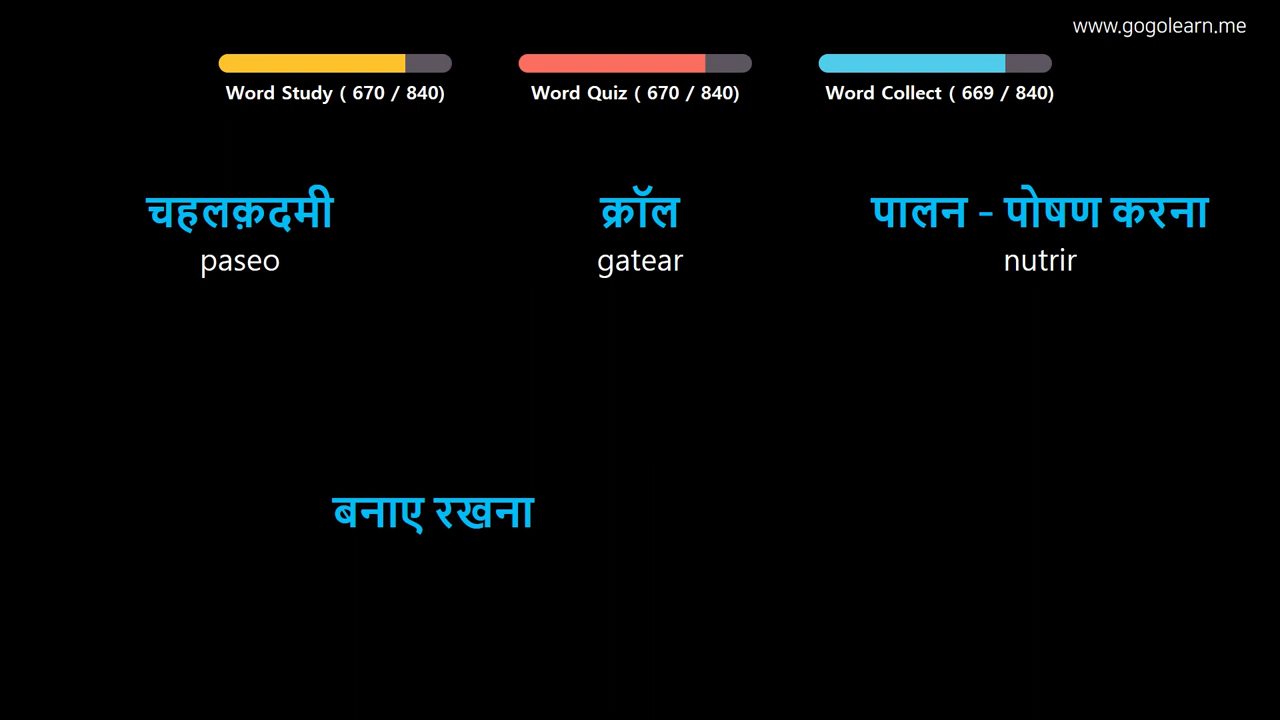 www.gogolearn.me
Word Study ( 670 / 840)
Word Quiz ( 670 / 840)
Word Collect ( 669 / 840)
चहलक़दमी
paseo
क्रॉल
gatear
पालन - पोषण करना
nutrir
बनाए रखना